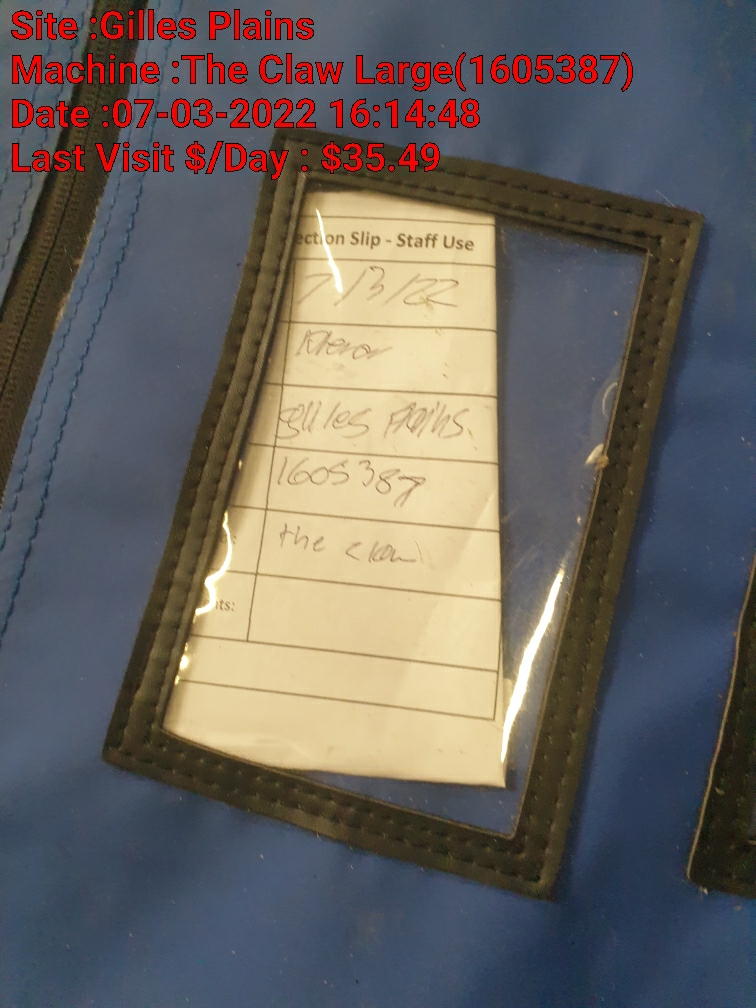 Site :Gilles Plains
Machine :The Claw Large(1605387)
Date :07-03-2022 16:14:48
Last Visit $/Day : $35.49
ection Slip - Staff Use
7/3/22
gilles Plains
1605387
the claw
nts: